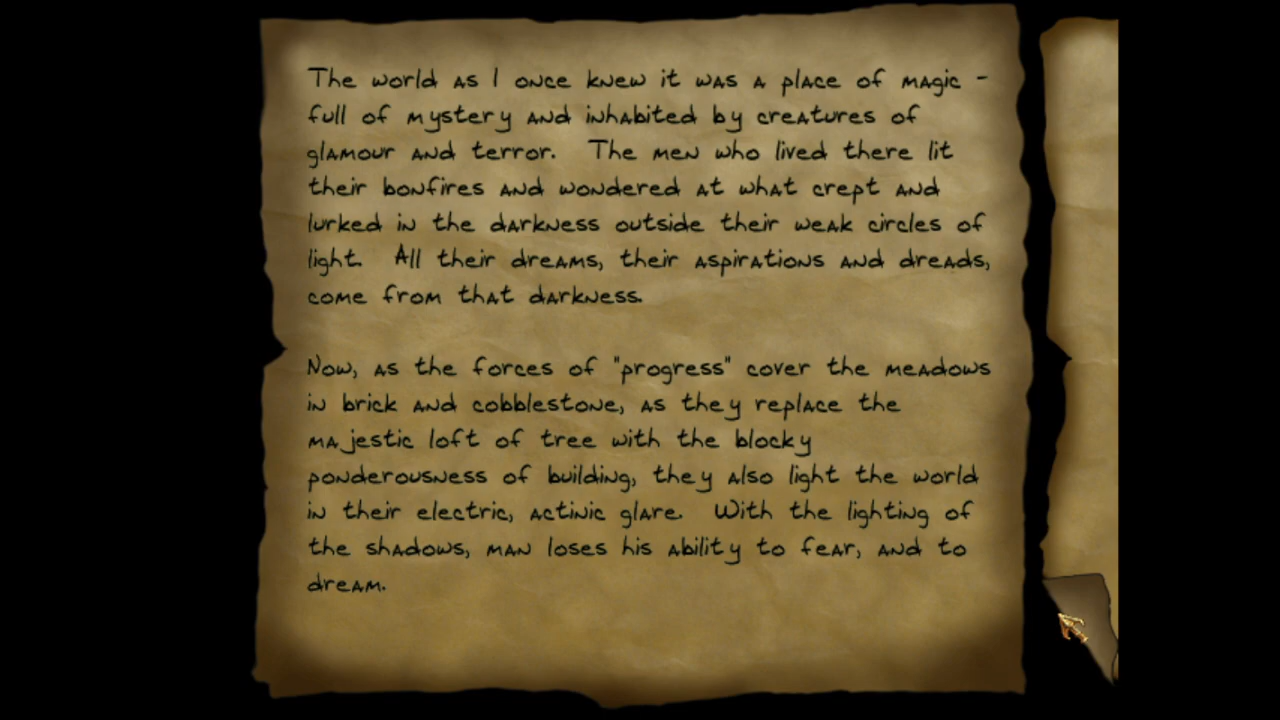 The world as I once knew it was a place of magic -
full of mystery and inhabited by creatures of
glamour and terror.  The men who lived there lit
their bonfires and wondered at what crept and
lurked in the darkness outside their weak circles of
light.  All their dreams, their aspirations and dreads,
come from that darkness.
Now, as the forces of "progress" cover the meadows
in brick and cobblestone, as they replace the
majestic loft of tree with the blocky
ponderousness of building, they also light the world
in their electric, actinic glare.  With the lighting of
the shadows, man loses his ability to fear, and to
dream.